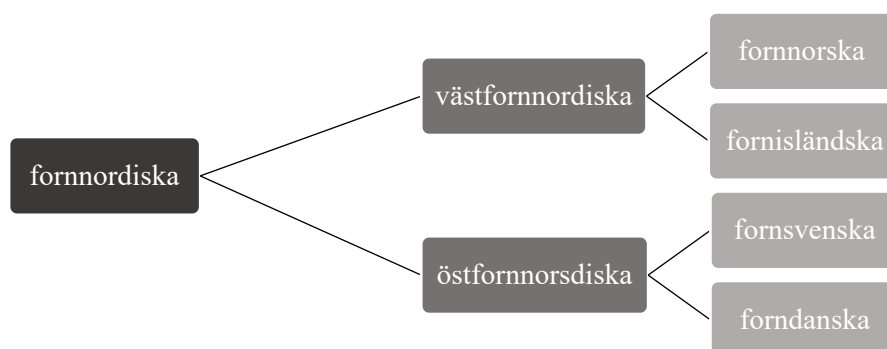 fornnordiska
västfornnordiska
fornnorska
fornisländska
östfornnorsdiska
fornsvenska
forndanska